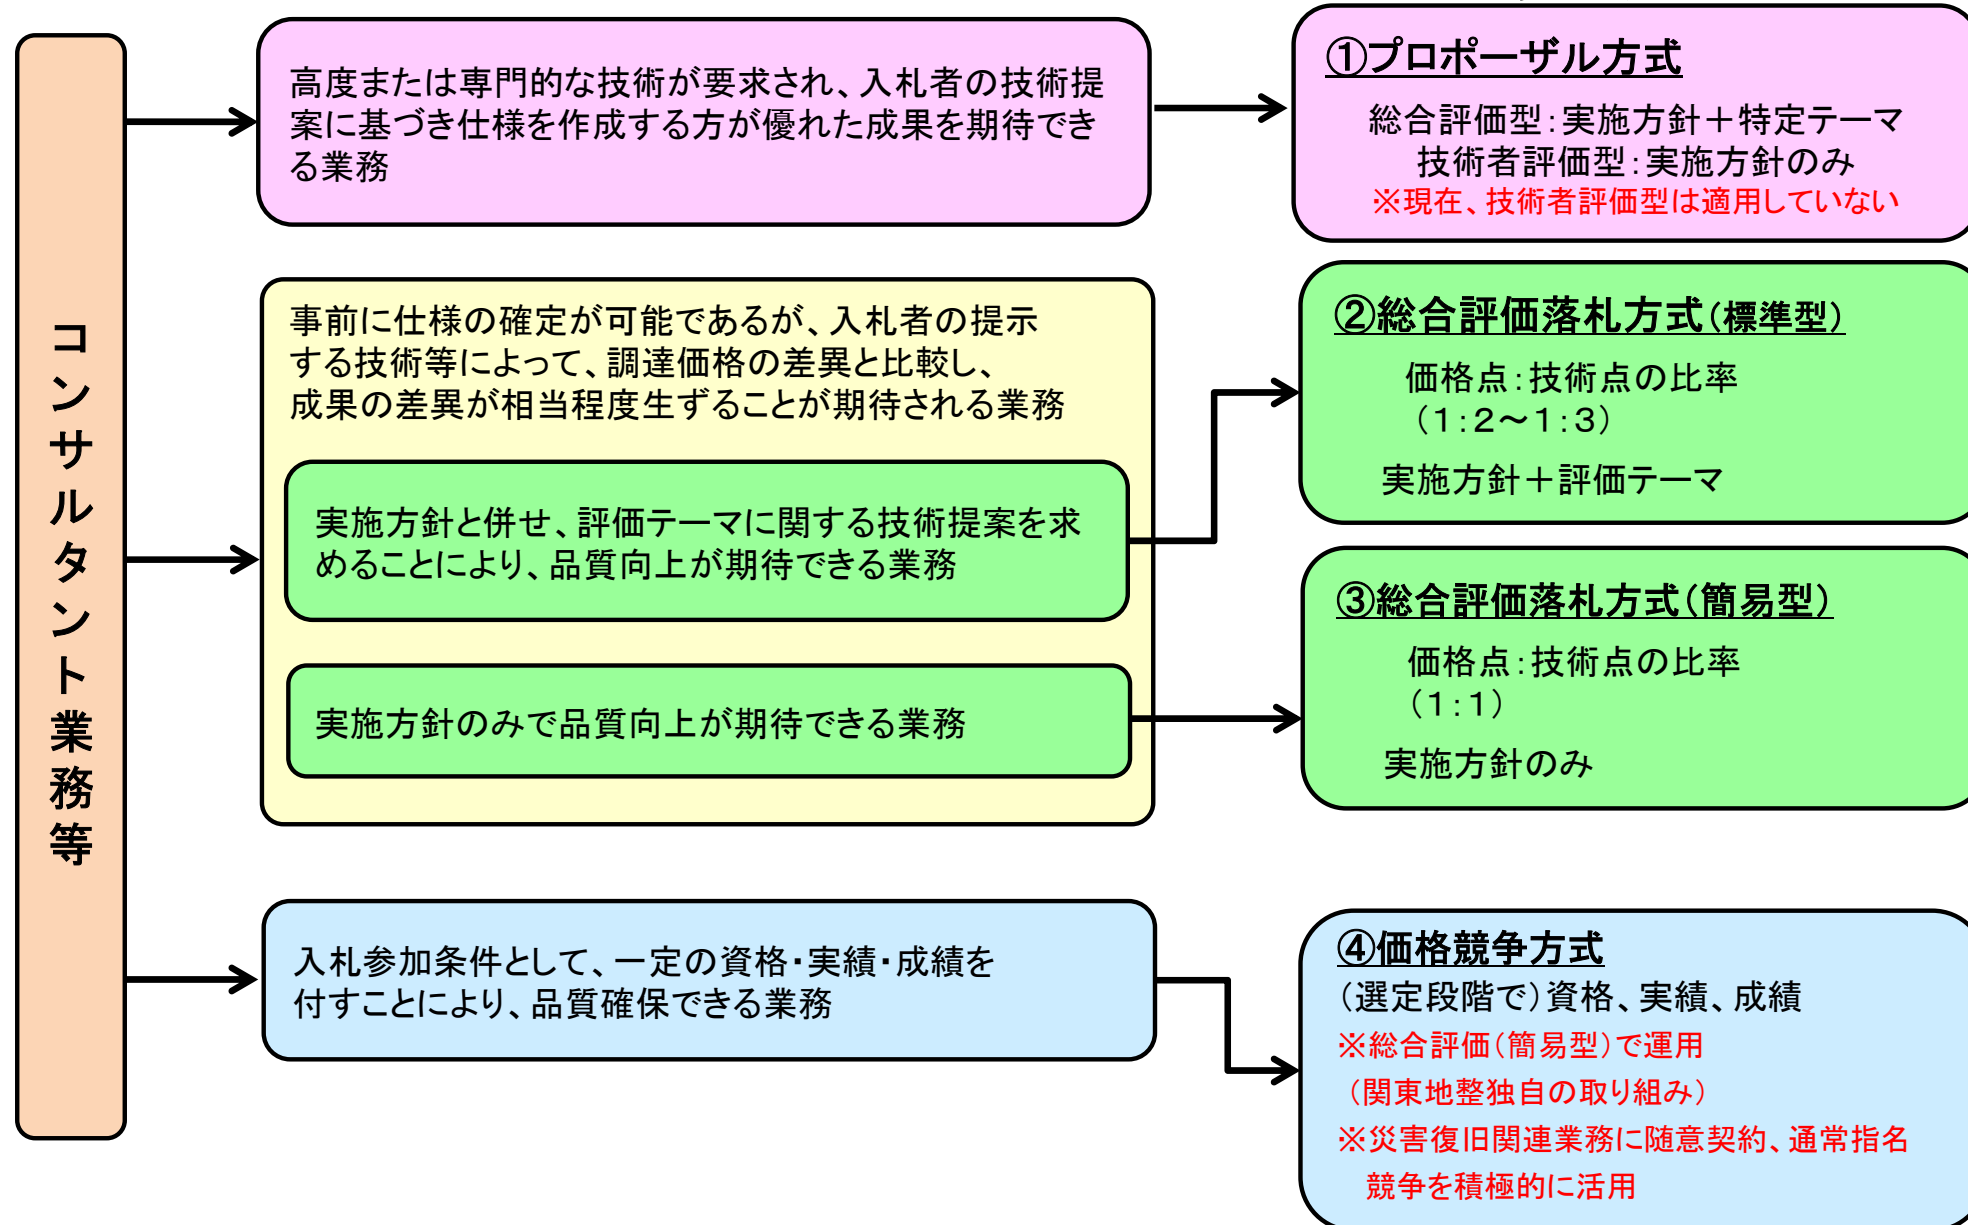 コンサルタント業務等
高度または専門的な技術が要求され、入札者の技術提
案に基づき仕様を作成する方が優れた成果を期待でき
る業務
①プロポーザル方式
総合評価型：実施方針＋特定テーマ
技術者評価型：実施方針のみ
※現在、技術者評価型は適用していない
事前に仕様の確定が可能であるが、入札者の提示
する技術等によって、調達価格の差異と比較し、
成果の差異が相当程度生ずることが期待される業務
実施方針と併せ、評価テーマに関する技術提案を求
めることにより、品質向上が期待できる業務
実施方針のみで品質向上が期待できる業務
②総合評価落札方式（標準型）
価格点：技術点の比率
（１：２～１：３）
実施方針＋評価テーマ
③総合評価落札方式（簡易型）
価格点：技術点の比率
（１：１）
実施方針のみ
入札参加条件として、一定の資格・実績・成績を
付すことにより、品質確保できる業務
④価格競争方式
（選定段階で）資格、実績、成績
※総合評価（簡易型）で運用
（関東地整独自の取り組み）
※災害復旧関連業務に随意契約、通常指名
競争を積極的に活用